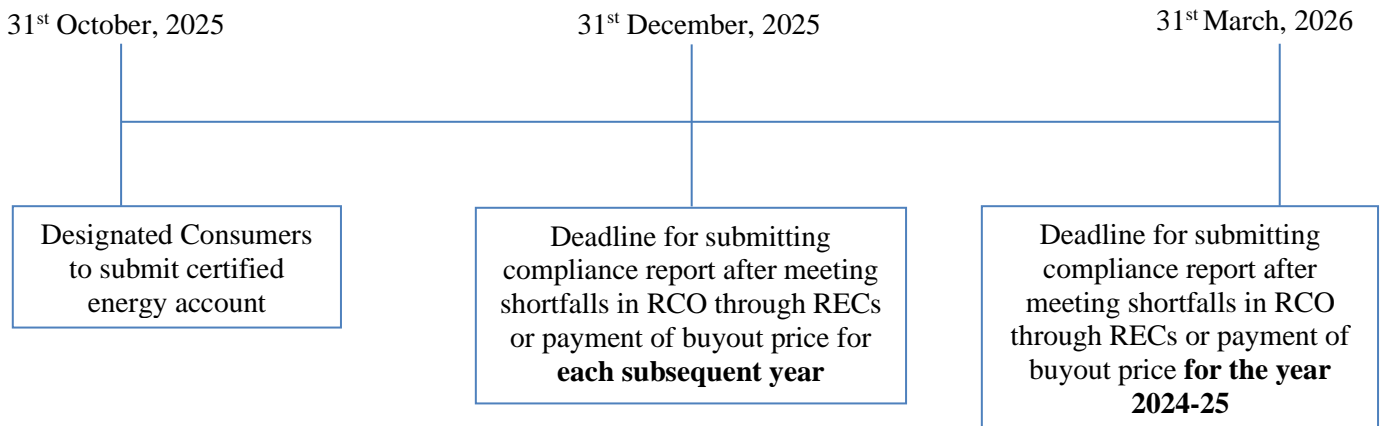 31st October, 2025
31st December, 2025
31st March, 2026
Designated Consumers
to submit certified
energy account
Deadline for submitting
compliance report after meeting
shortfalls in RCO through RECs
or payment of buyout price for
each subsequent year
Deadline for submitting
compliance report after
meeting shortfalls in RCO
through RECs or payment of
buyout price for the year
2024-25